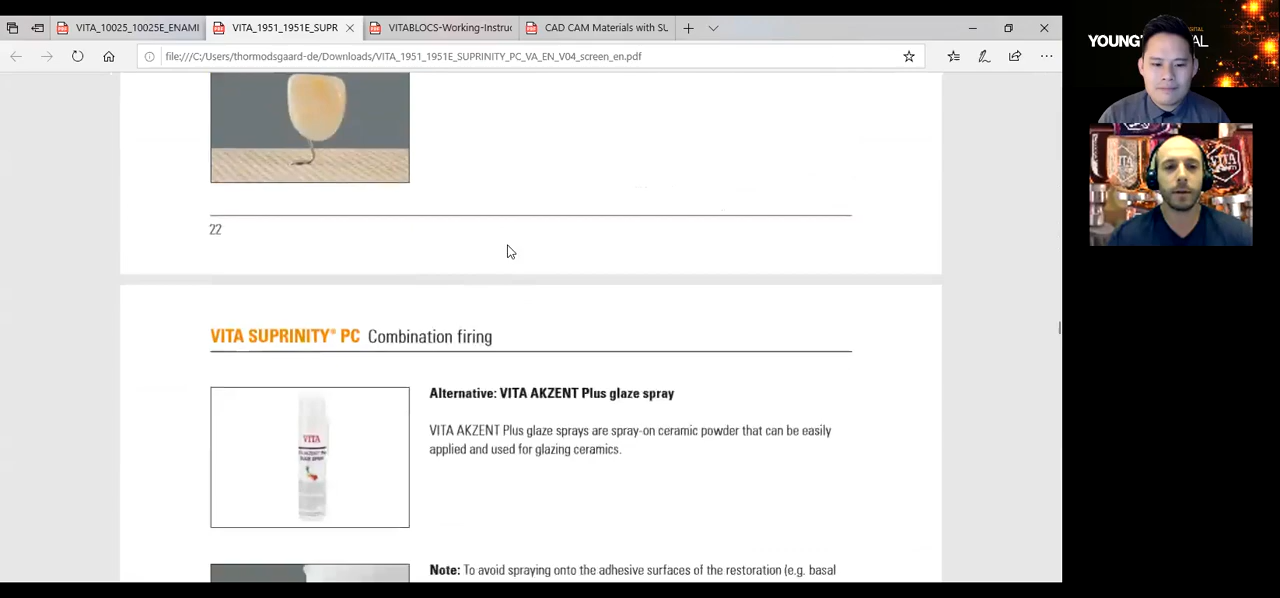 VITA_10025_10025E_ENAMI
VITA_1951_1951E_SUPR
VITABLOCS-Working-Instruc
CAD CAM Materials with SU
file:///C:/Users/thormodsgaard-de/Downloads/VITA_1951_1951E_SUPRINITY_PC_VA_EN_V04_screen_en.pdf
22
VITA SUPRINITY® PC Combination firing
Alternative: VITA AKZENT Plus glaze spray
VITA AKZENT Plus glaze sprays are spray-on ceramic powder that can be easily
applied and used for glazing ceramics.
VITA
Note: To avoid spraying onto the adhesive surfaces of the restoration (e.g. basal
VITA